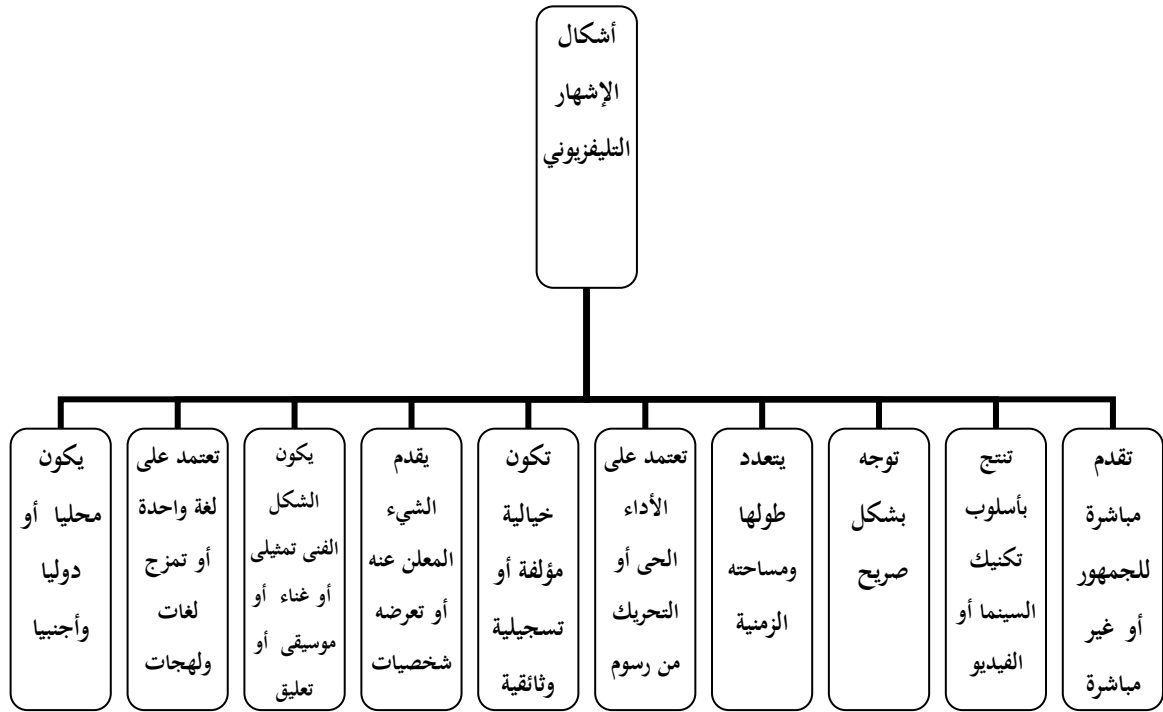 أشكال
الإشهار
التليفزيوني
تقدم
مباشرة
للجمهور
أو غير
مباشرة
تنتج
بأسلوب
تكنيك
السينما أو
الفيديو
توجه
بشكل
صريح
يتعدد
طولها
ومساحته
الزمنية
تعتمد على
الأداء
الحى أو
التحريك
من رسوم
تكون
خيالية
مؤلفة أو
تسجيلية
وثائقية
يقدم
الشيء
المعلن عنه
أو تعرضه
شخصيات
يكون
الشكل
الفنى تمثيلى
أو غناء أو
موسيقى أو
تعليق
تعتمد على
لغة واحدة
أو تمزج
لغات
ولهجات
يكون
محليا أو
دوليا
وأجنبيا